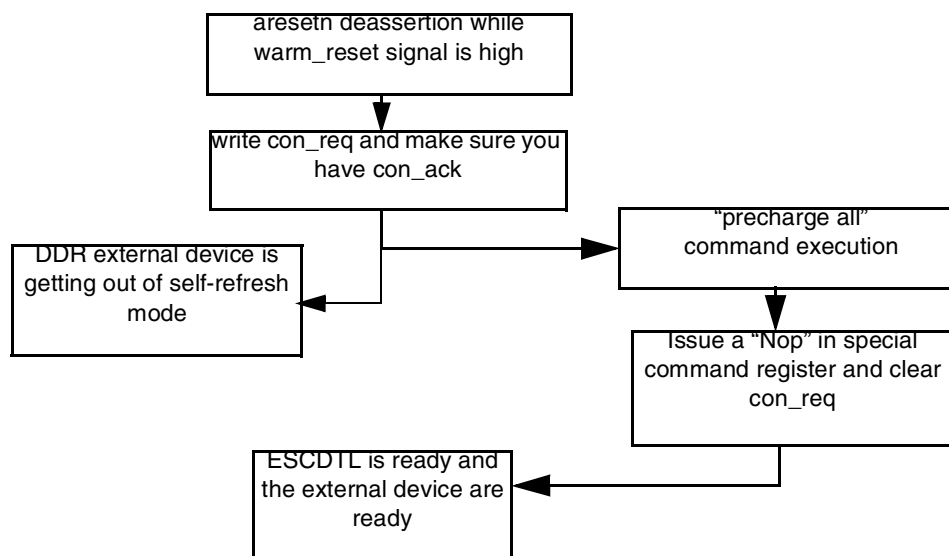 aresetn deassertion while
warm_reset signal is high
write con_req and make sure you
have con_ack
"precharge all"
command execution
DDR external device is
getting out of self-refresh
mode
Issue a "Nop" in special
command register and clear
con_req
ESCDTL is ready and
the external device are
ready